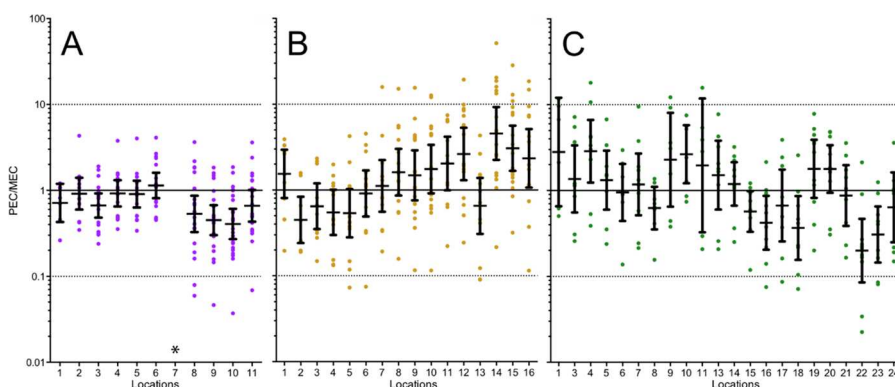 A
B
C
PEC/MEC
100
10
1
0.1
0.01
*
1 2 3 4 5 6 7 8 9 10 11
1 2 3 4 5 6 7 8 9 10 11 12 13 14 15 16
1 2 3 4 5 6 7 8 9 10 11 12 13 14 15 16 17 18 19 20 21 22 23
Locations
Locations
Locations